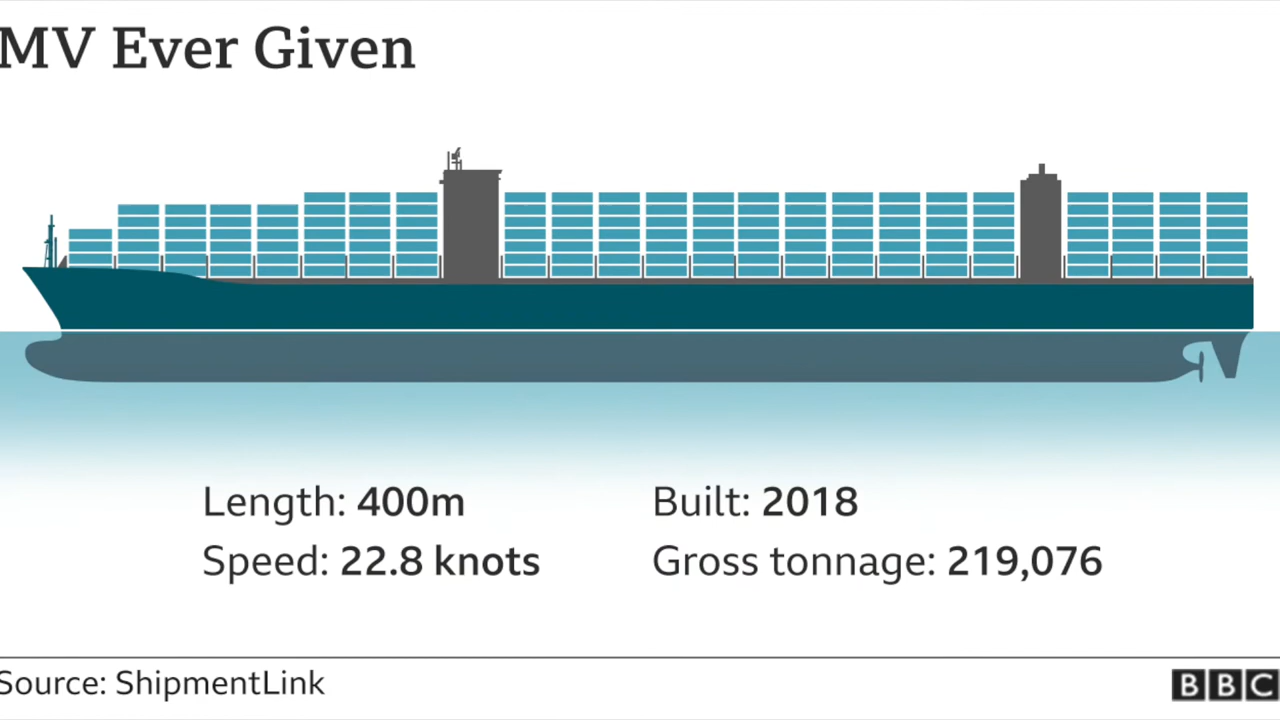 MV Ever Given
Length: 400m
Built: 2018
Speed: 22.8 knots
Gross tonnage: 219,076
Source: ShipmentLink
BBC